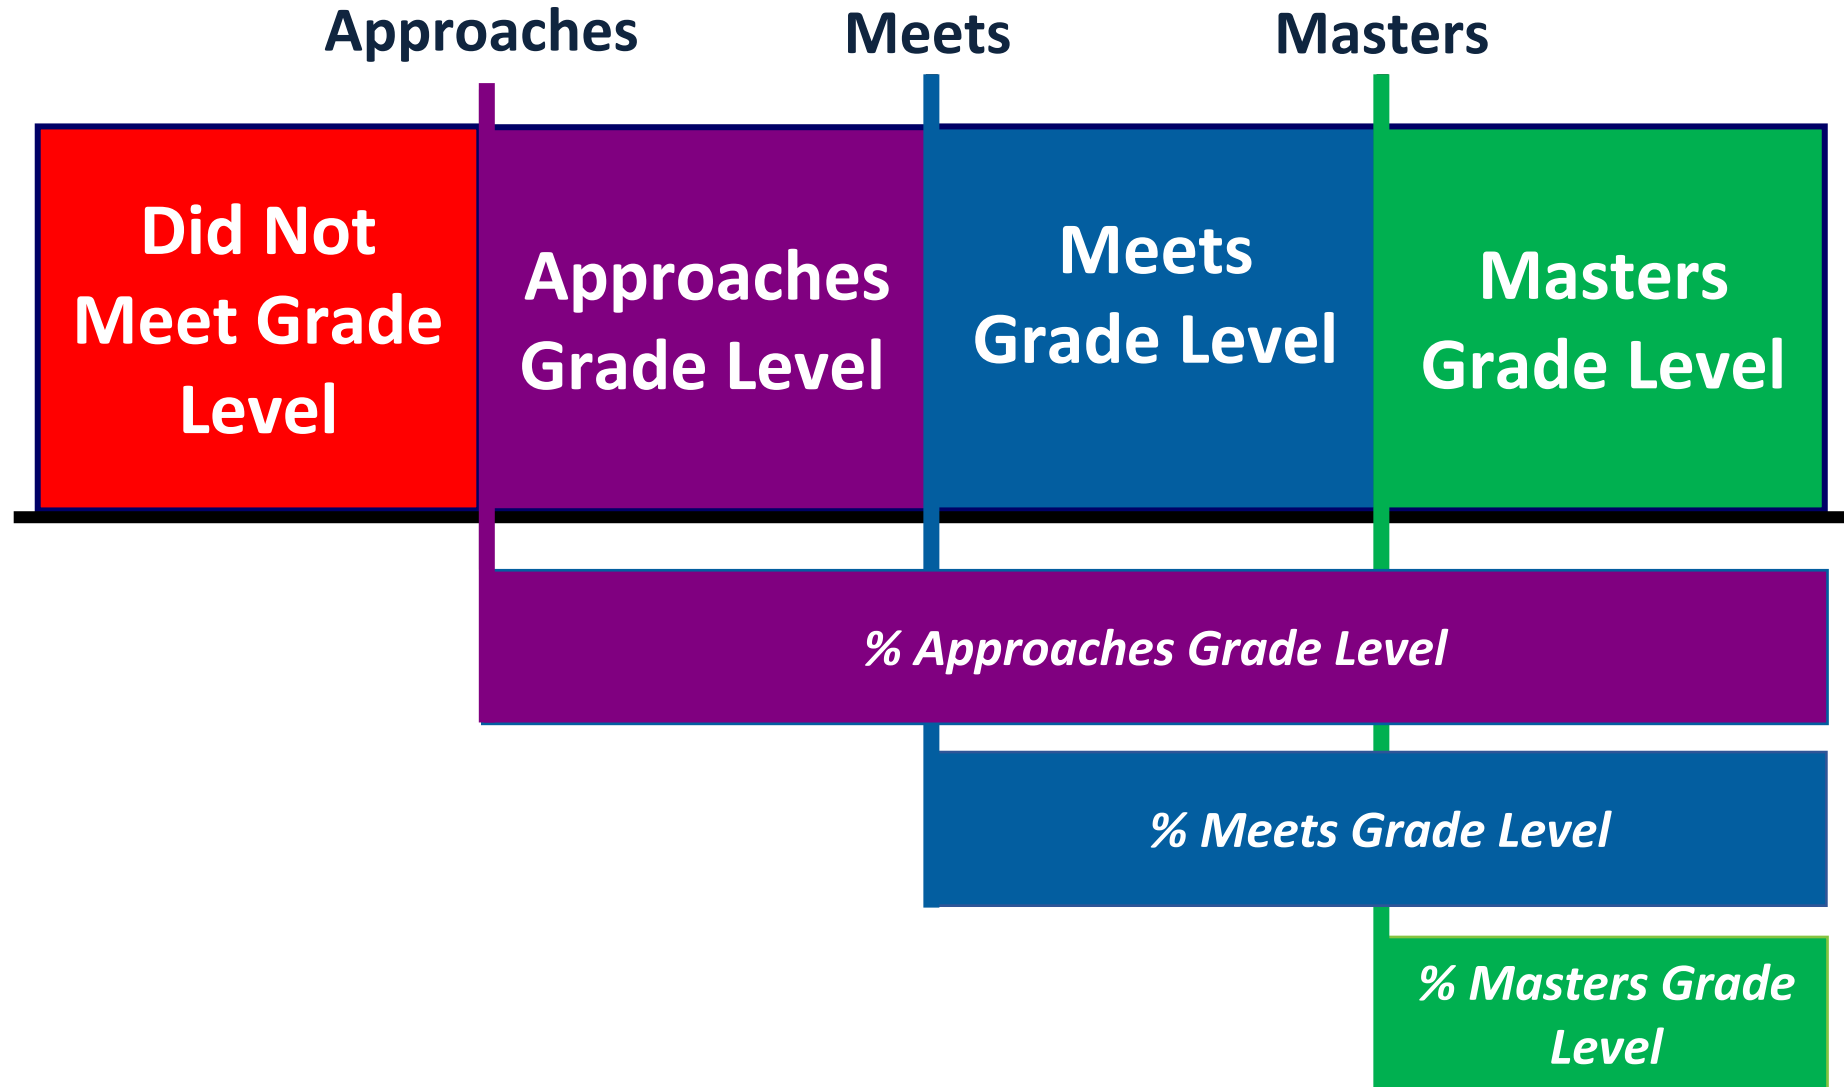 Approaches
Meets
Masters
Did Not
Meet Grade
Level
Approaches
Grade Level
Meets
Grade Level
Masters
Grade Level
% Approaches Grade Level
% Meets Grade Level
% Masters Grade
Level